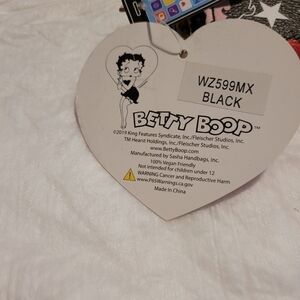 WZ599MX
BLACK
BETTY BOOP™
©2019 King Features Syndicate, Inc./Fleischer Studios, Inc.
TM Hearst Holdings, Inc./Fleischer Studios, Inc.
www.BettyBoop.com
Manufactured by Sasha Handbags, Inc.
100% Vegan Friendly
Not intended for children under 12
WARNING Cancer and Reproductive Harm
www.P65Warnings.ca.gov
Made In China